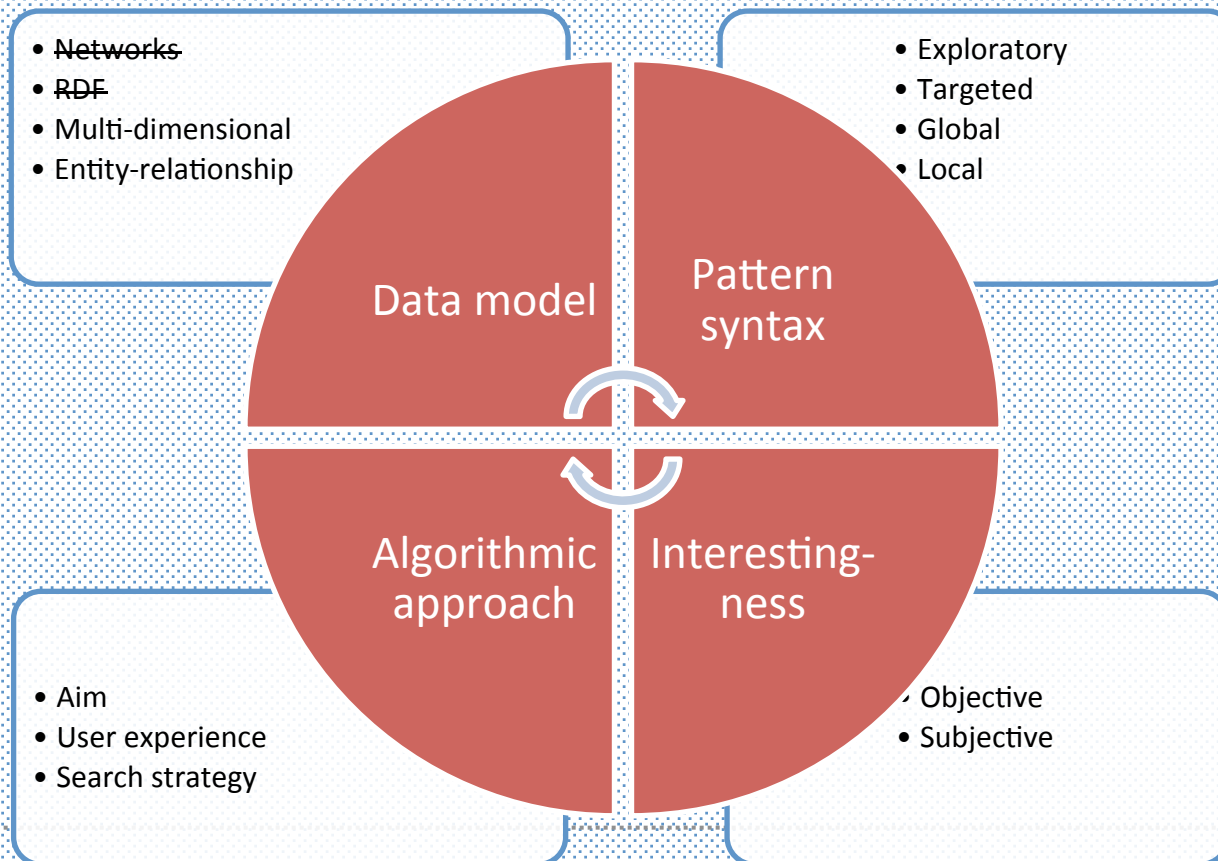 • ~~Networks~~
• ~~RDF~~
• Multi-dimensional
• Entity-relationship
• Exploratory
• Targeted
• Global
• Local
Data model
Pattern
syntax
Algorithmic
approach
Interesting-
ness
• Aim
• User experience
• Search strategy
• Objective
• Subjective